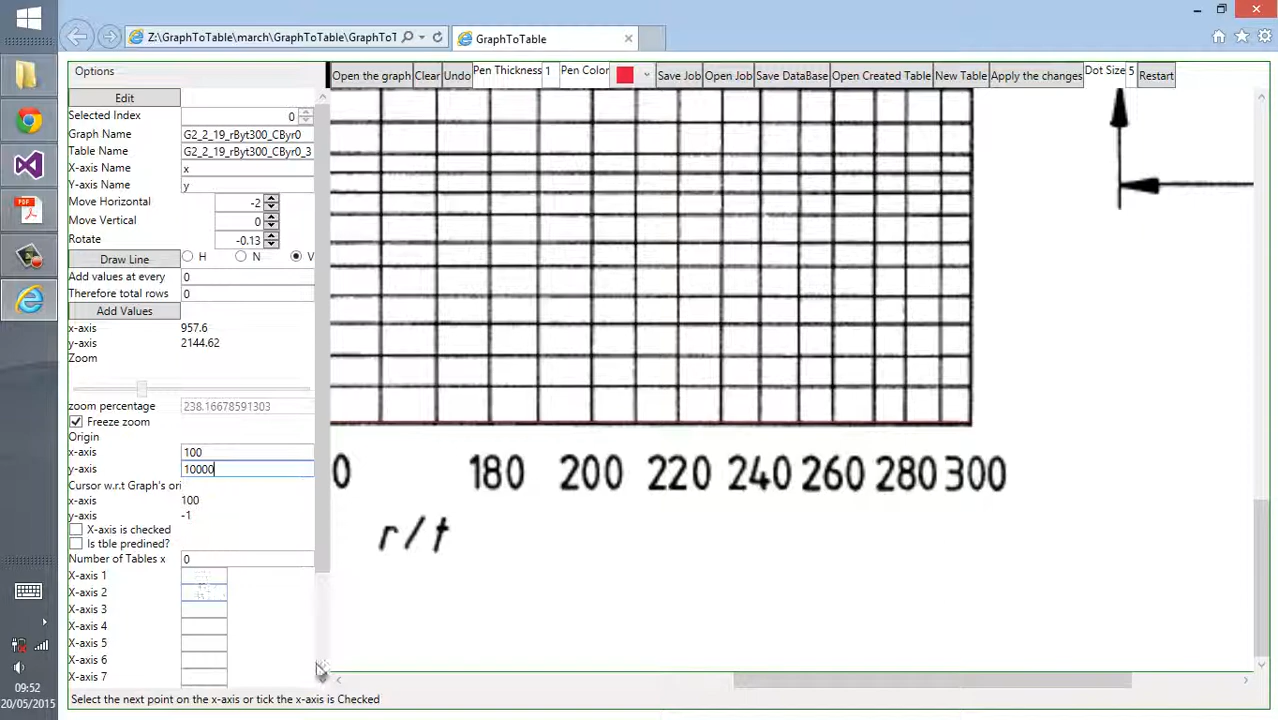 Z:\GraphToTable\march\GraphToTable\GraphToT
GraphToTable
Options
Open the graph Clear Undo Pen Thickness 1 Pen Color Save Job Open Job Save DataBase Open Created Table New Table Apply the changes Dot Size 5 Restart
Edit
Selected Index 0
Graph Name G2_2_19_rByt300_CByr0
Table Name G2_2_19_rByt300_CByr0_3
X-axis Name x
Y-axis Name y
Move Horizontal -2
Move Vertical 0
Rotate -0.13
Draw Line H N V
Add values at every 0
Therefore total rows 0
Add Values
x-axis 957.6
y-axis 2144.62
Zoom
zoom percentage 238.16678591303
Freeze zoom
Origin
x-axis 100
y-axis 10000
Cursor w.r.t Graph's ori
x-axis 100
y-axis -1
X-axis is checked
Is tble predined?
Number of Tables x 0
X-axis 1
X-axis 2
X-axis 3
X-axis 4
X-axis 5
X-axis 6
X-axis 7
Select the next point on the x-axis or tick the x-axis is Checked
0 180 200 220 240 260 280 300
r/t
09:52
20/05/2015